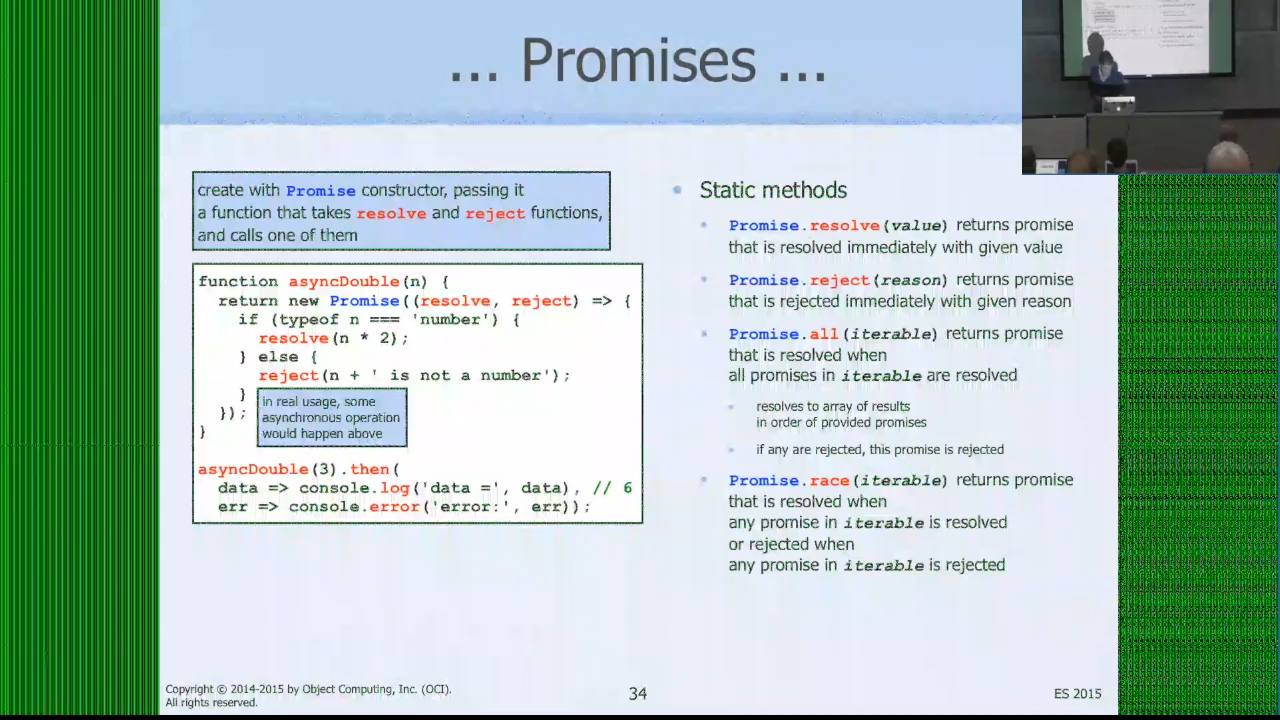 ... Promises ...
create with Promise constructor, passing it
a function that takes resolve and reject functions,
and calls one of them
function asyncDouble(n) {
return new Promise((resolve, reject) => {
if (typeof n === 'number') {
resolve(n * 2);
} else {
reject(n + ' is not a number');
}
});
}
in real usage, some
asynchronous operation
would happen above
asyncDouble(3).then(
data => console.log('data =', data), // 6
err => console.error('error:', err));
Static methods
Promise.resolve(value) returns promise
that is resolved immediately with given value
Promise.reject(reason) returns promise
that is rejected immediately with given reason
Promise.all(iterable) returns promise
that is resolved when
all promises in iterable are resolved
resolves to array of results
in order of provided promises
if any are rejected, this promise is rejected
Promise.race(iterable) returns promise
that is resolved when
any promise in iterable is resolved
or rejected when
any promise in iterable is rejected
Copyright © 2014-2015 by Object Computing, Inc. (OCI).
All rights reserved.
34
ES 2015